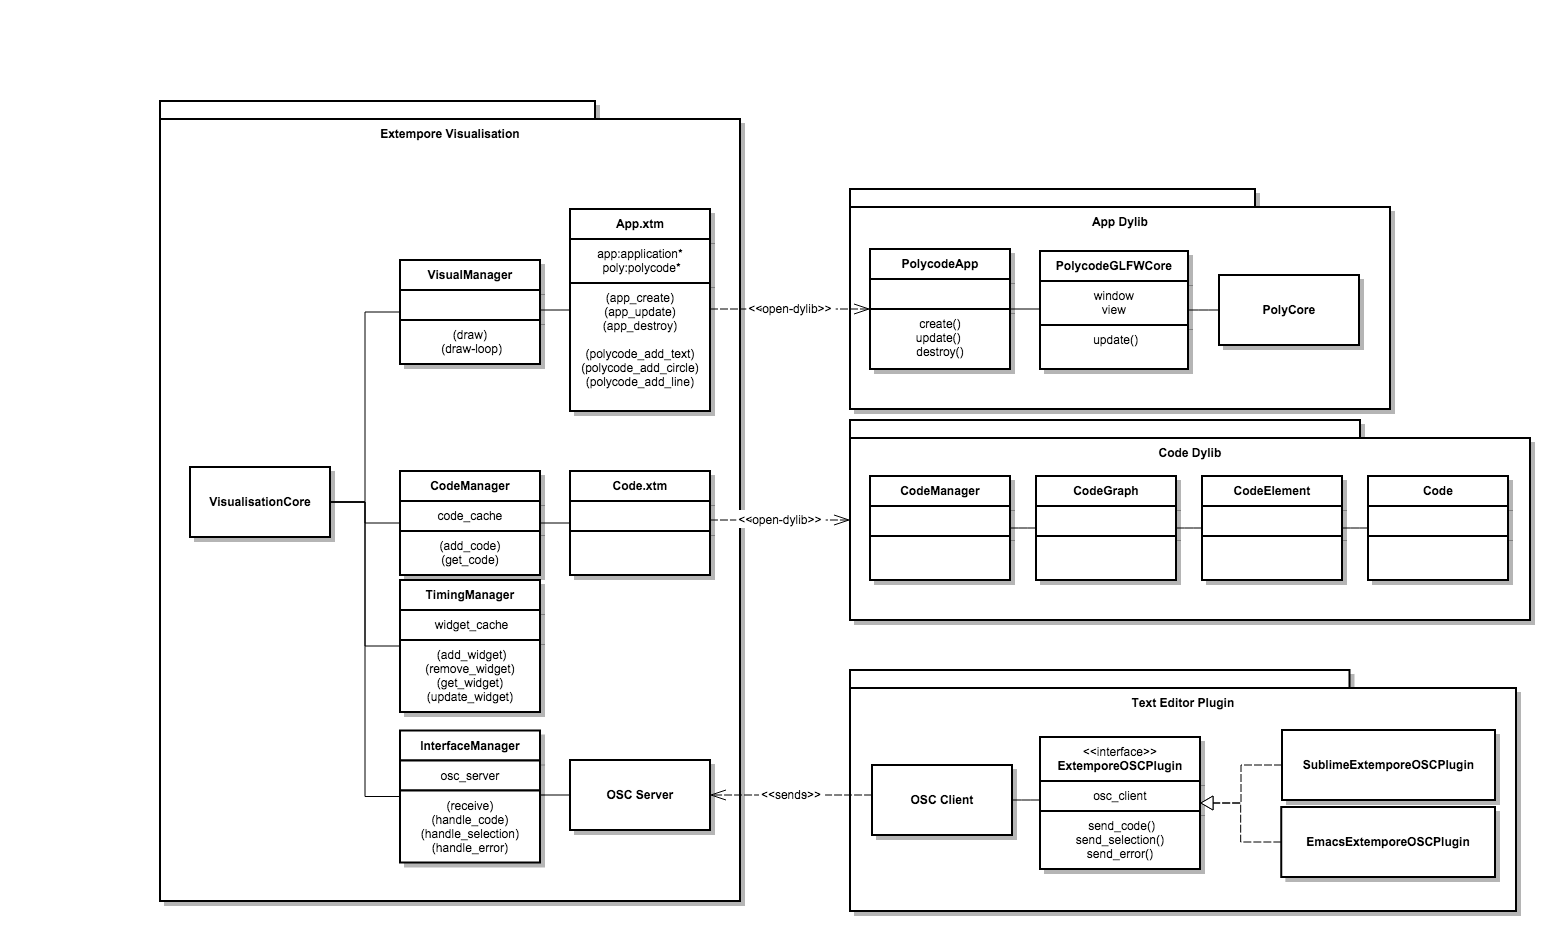 Extempore Visualisation
VisualisationCore
VisualManager
(draw)
(draw-loop)
App.xtm
app:application*
poly:polycode*
(app_create)
(app_update)
(app_destroy)
(polycode_add_text)
(polycode_add_circle)
(polycode_add_line)
CodeManager
code_cache
(add_code)
(get_code)
Code.xtm
TimingManager
widget_cache
(add_widget)
(remove_widget)
(get_widget)
(update_widget)
InterfaceManager
osc_server
(receive)
(handle_code)
(handle_selection)
(handle_error)
OSC Server
<<open-dylib>>
<<open-dylib>>
<<sends>>
App Dylib
PolycodeApp
create()
update()
destroy()
PolycodeGLFWCore
window
view
update()
PolyCore
Code Dylib
CodeManager
CodeGraph
CodeElement
Code
Text Editor Plugin
OSC Client
<<interface>>
ExtemporeOSCPlugin
osc_client
send_code()
send_selection()
send_error()
SublimeExtemporeOSCPlugin
EmacsExtemporeOSCPlugin